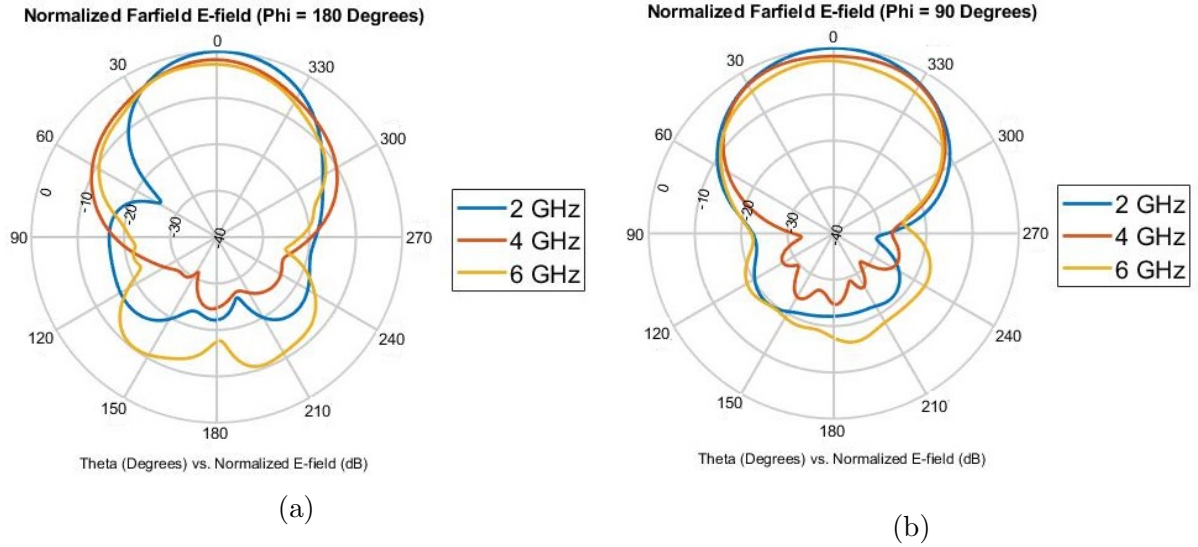 Normalized Farfield E-field (Phi = 180 Degrees)
0
30
330
60
300
0
-10
-20
-30
-40
90
270
120
240
150
210
180
2 GHz
4 GHz
6 GHz
Theta (Degrees) vs. Normalized E-field (dB)
(a)
Normalized Farfield E-field (Phi = 90 Degrees)
0
30
330
60
300
0
-10
-20
-30
-40
90
270
120
240
150
210
180
2 GHz
4 GHz
6 GHz
Theta (Degrees) vs. Normalized E-field (dB)
(b)